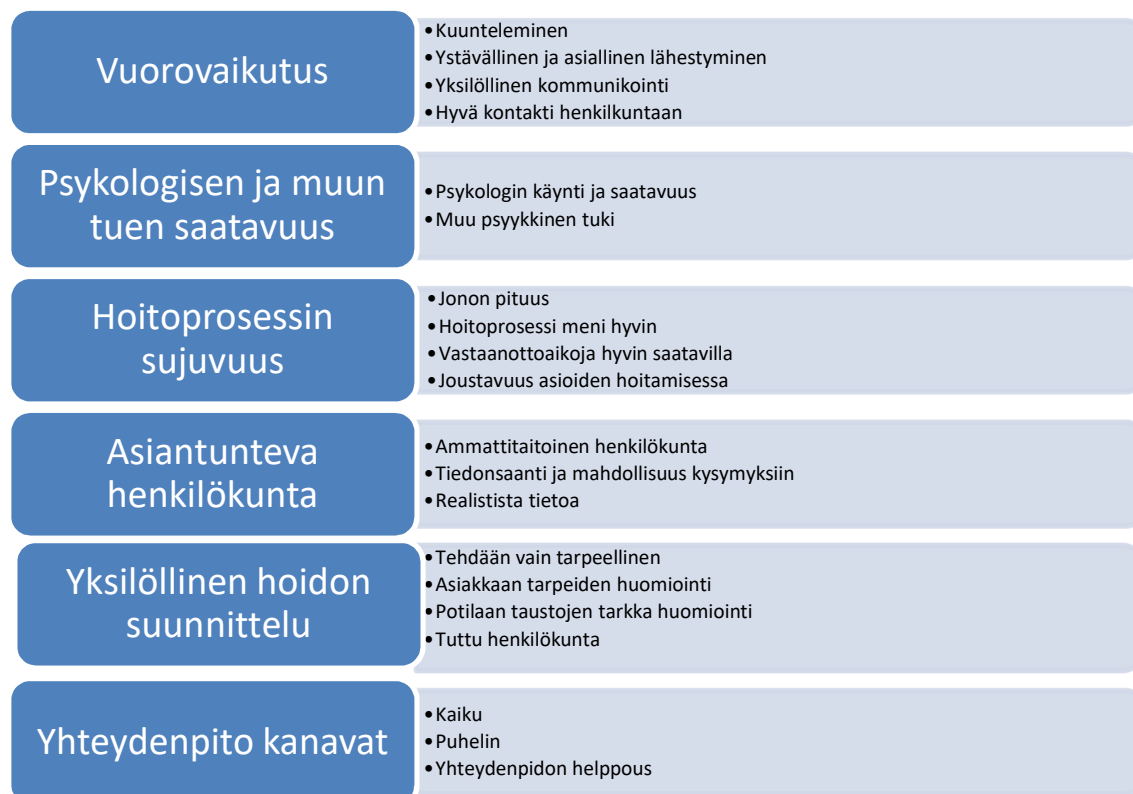 Vuorovaikutus
•Kuunteleminen
•Ystävällinen ja asiallinen lähestyminen
•Yksilöllinen kommunikointi
•Hyvä kontakti henkilkuntaan
Psykologisen ja muun
tuen saatavuus
•Psykologin käynti ja saatavuus
•Muu psyykkinen tuki
Hoitoprosessin
sujuvuus
•Jonon pituus
•Hoitoprosessi meni hyvin
•Vastaanottoaikoja hyvin saatavilla
•Joustavuus asioiden hoitamisessa
Asiantunteva
henkilökunta
•Ammattitaitoinen henkilökunta
•Tiedonsaanti ja mahdollisuus kysymyksiin
•Realistista tietoa
Yksilöllinen hoidon
suunnittelu
•Tehdään vain tarpeellinen
•Asiakkaan tarpeiden huomiointi
•Potilaan taustojen tarkka huomiointi
•Tuttu henkilökunta
Yhteydenpito kanavat
•Kaiku
•Puhelin
•Yhteydenpidon helppous